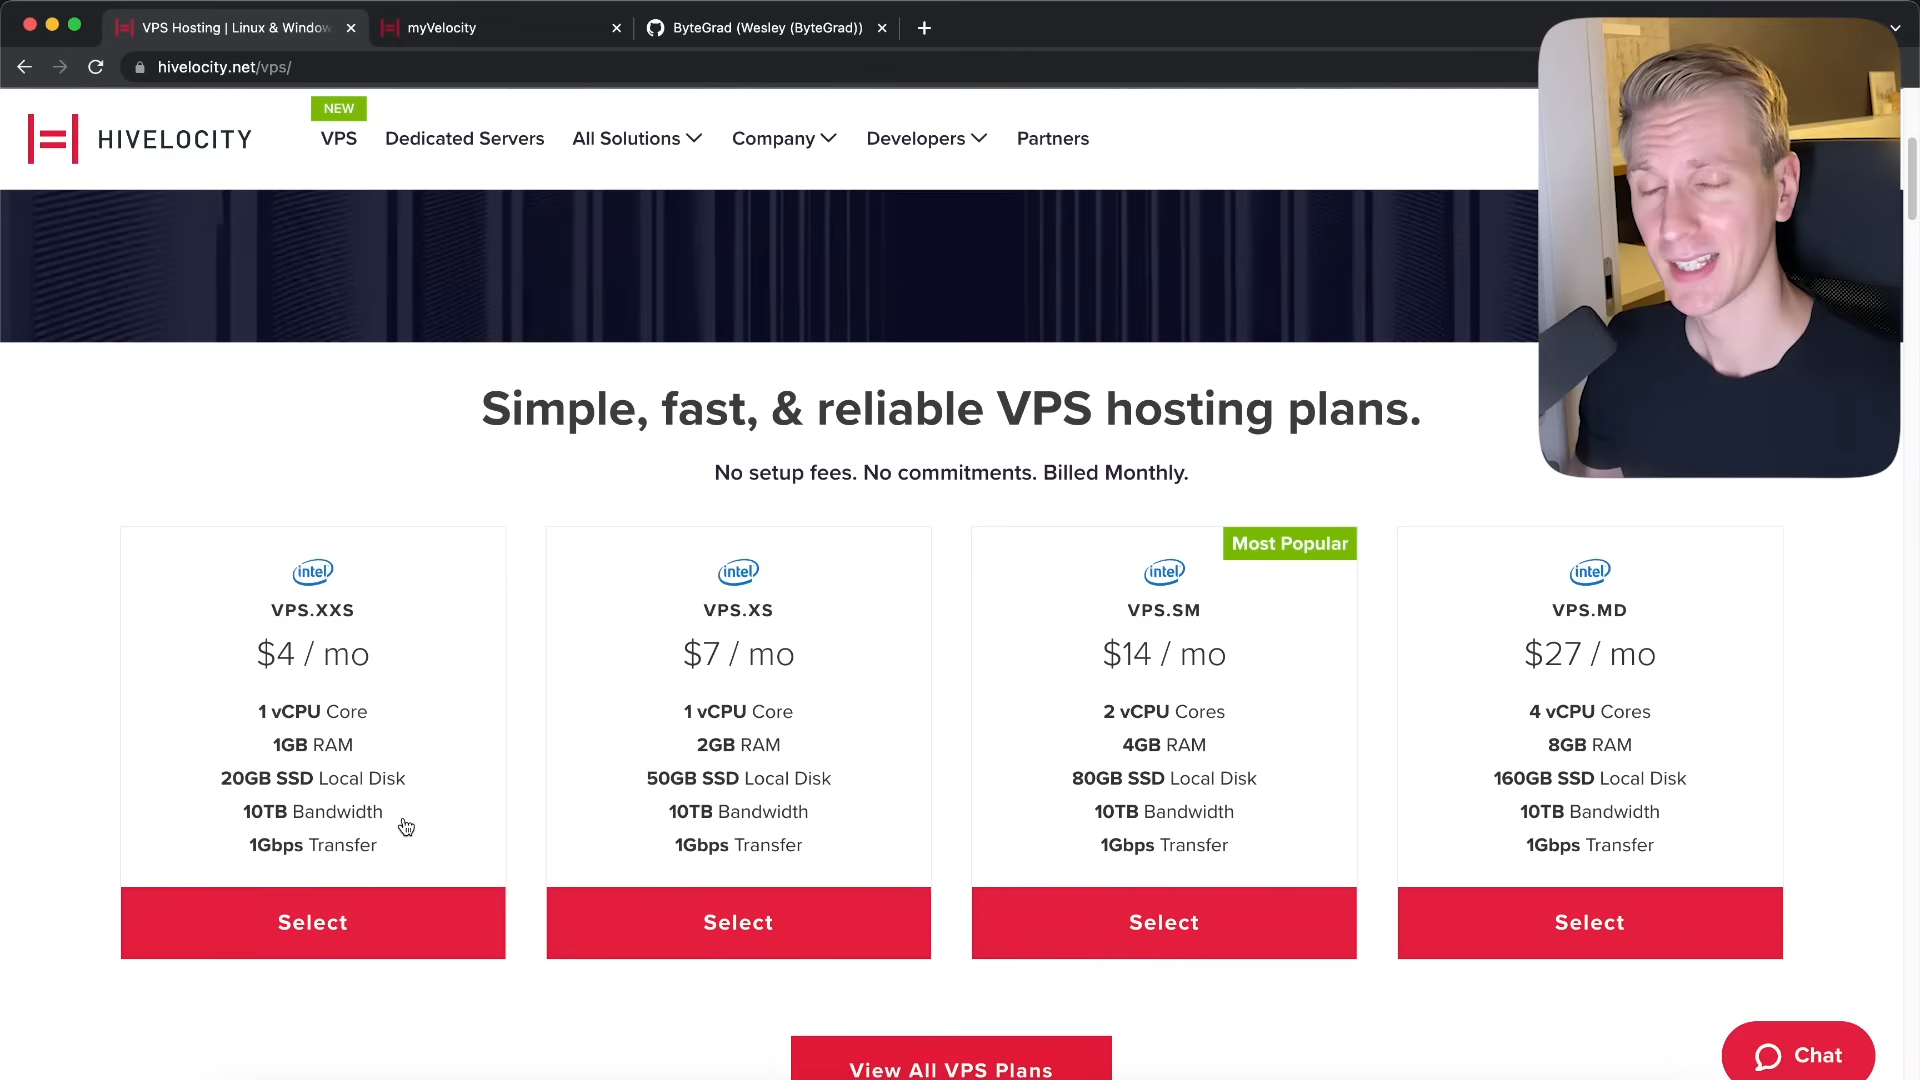 VPS Hosting | Linux & Window
myVelocity
ByteGrad (Wesley (ByteGrad))
hivelocity.net/vps/
HIVELOCITY
NEW
VPS
Dedicated Servers
All Solutions
Company
Developers
Partners
Simple, fast, & reliable VPS hosting plans.
No setup fees. No commitments. Billed Monthly.
intel
VPS.XXS
$4 / mo
1 vCPU Core
1GB RAM
20GB SSD Local Disk
10TB Bandwidth
1Gbps Transfer
Select
intel
VPS.XS
$7 / mo
1 vCPU Core
2GB RAM
50GB SSD Local Disk
10TB Bandwidth
1Gbps Transfer
Select
Most Popular
intel
VPS.SM
$14 / mo
2 vCPU Cores
4GB RAM
80GB SSD Local Disk
10TB Bandwidth
1Gbps Transfer
Select
intel
VPS.MD
$27 / mo
4 vCPU Cores
8GB RAM
160GB SSD Local Disk
10TB Bandwidth
1Gbps Transfer
Select
View All VPS Plans
Chat